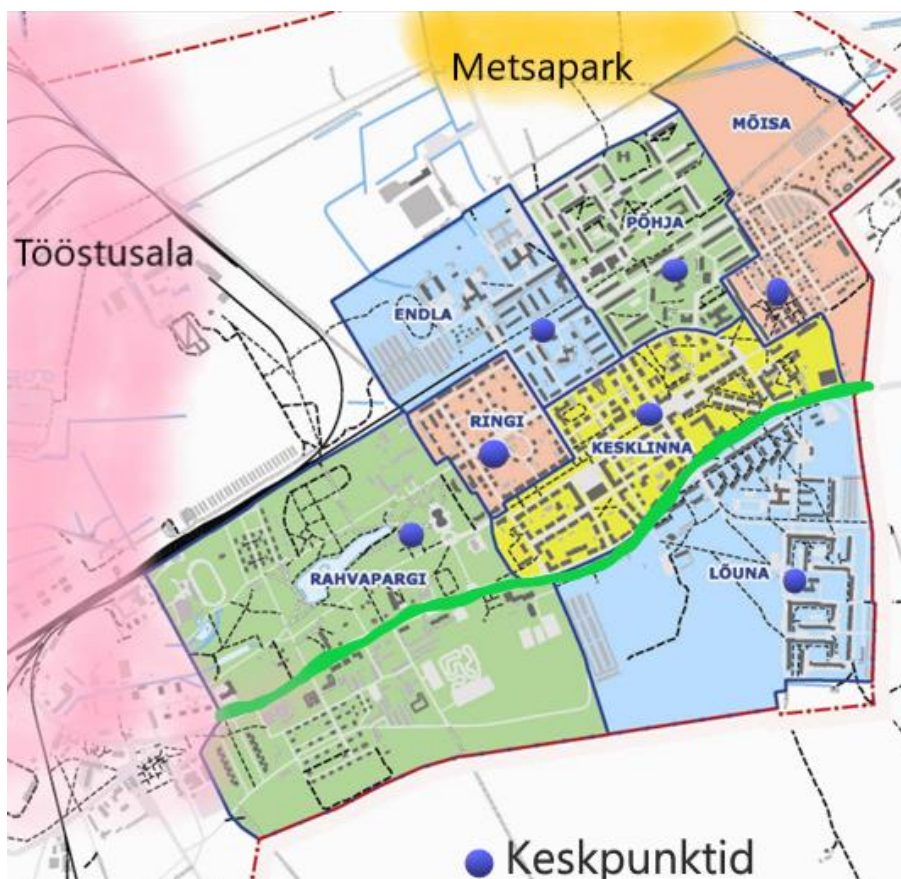 Metsapark
MÕISA
PÕHJA
Tööstusala
ENDLA
RINGI
KESKLINNA
RAHVAPARGI
LÕUNA
Keskpunktid